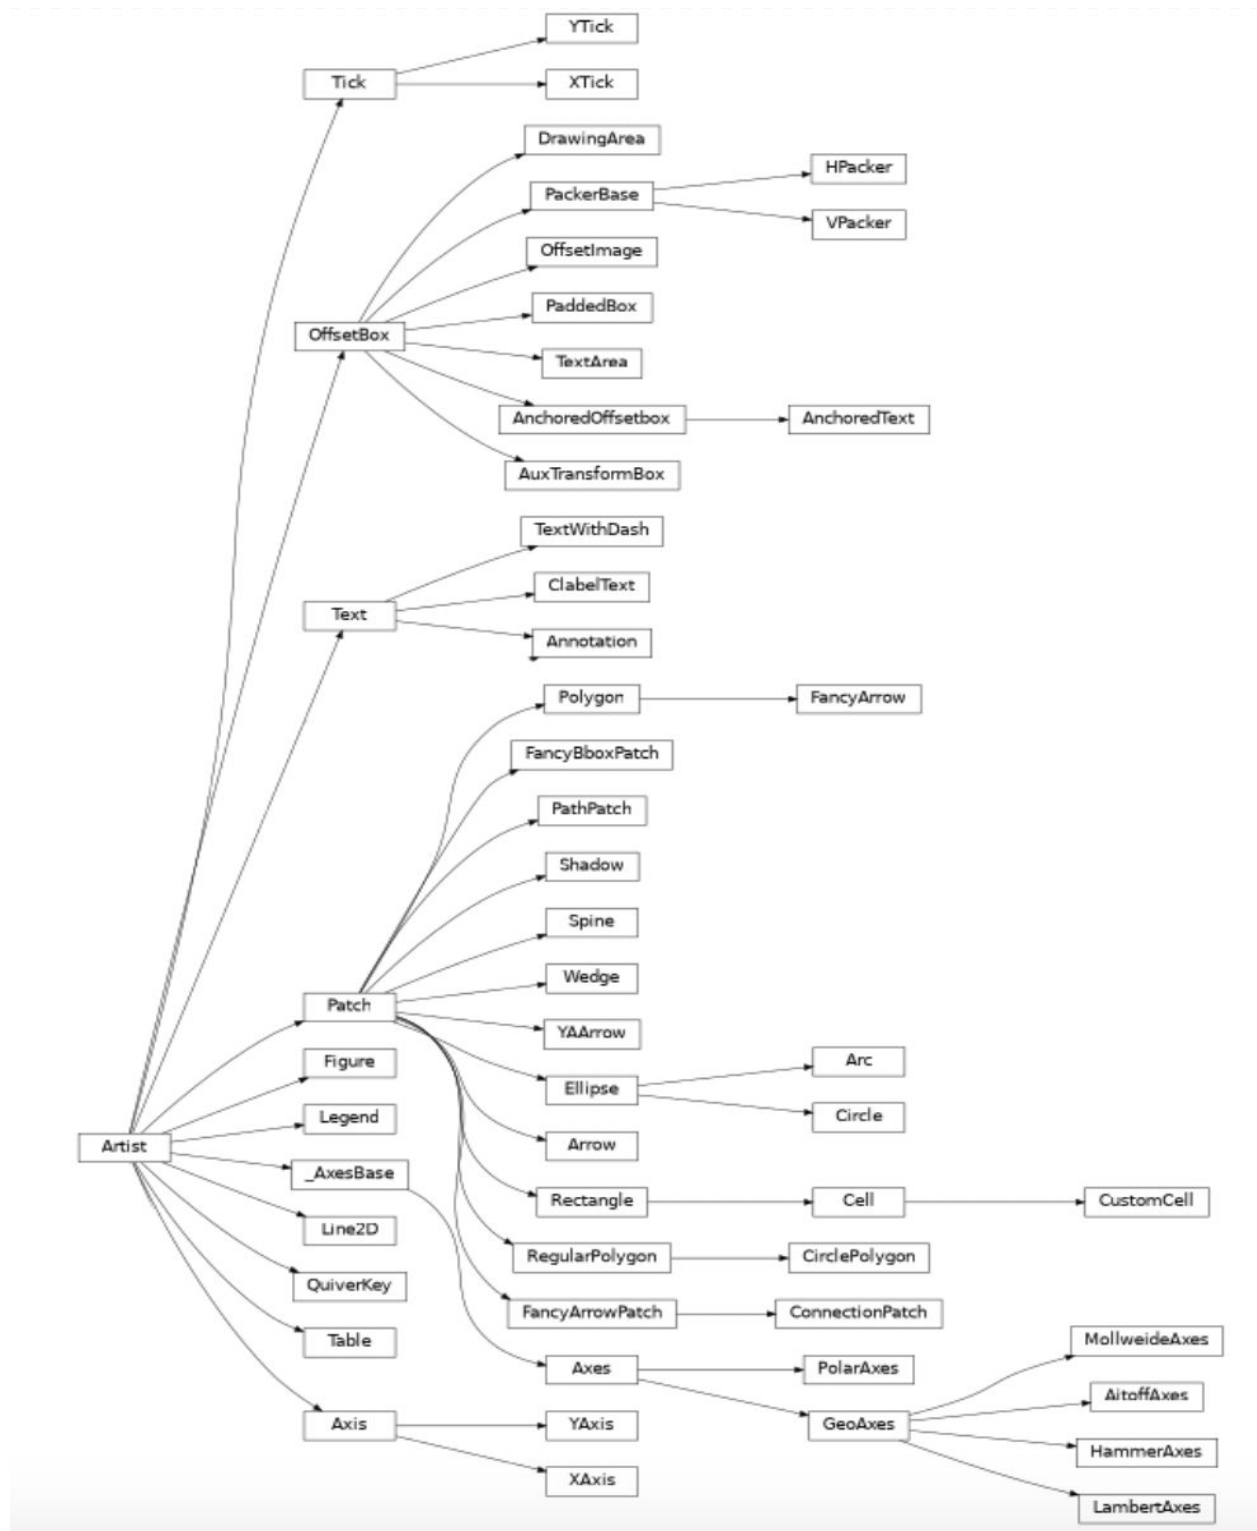 YTick
Tick
XTick
DrawingArea
HPacker
PackerBase
VPacker
OffsetImage
PaddedBox
OffsetBox
TextArea
AnchoredOffsetbox
AnchoredText
AuxTransformBox
TextWithDash
ClabelText
Text
Annotation
Polygon
FancyArrow
FancyBboxPatch
PathPatch
Shadow
Spine
Wedge
Patch
YAArrow
Figure
Ellipse
Arc
Legend
Circle
Artist
Arrow
_AxesBase
Rectangle
Cell
CustomCell
Line2D
RegularPolygon
CirclePolygon
QuiverKey
FancyArrowPatch
ConnectionPatch
Table
MollweideAxes
Axes
PolarAxes
AitoffAxes
Axis
YAxis
GeoAxes
HammerAxes
XAxis
LambertAxes